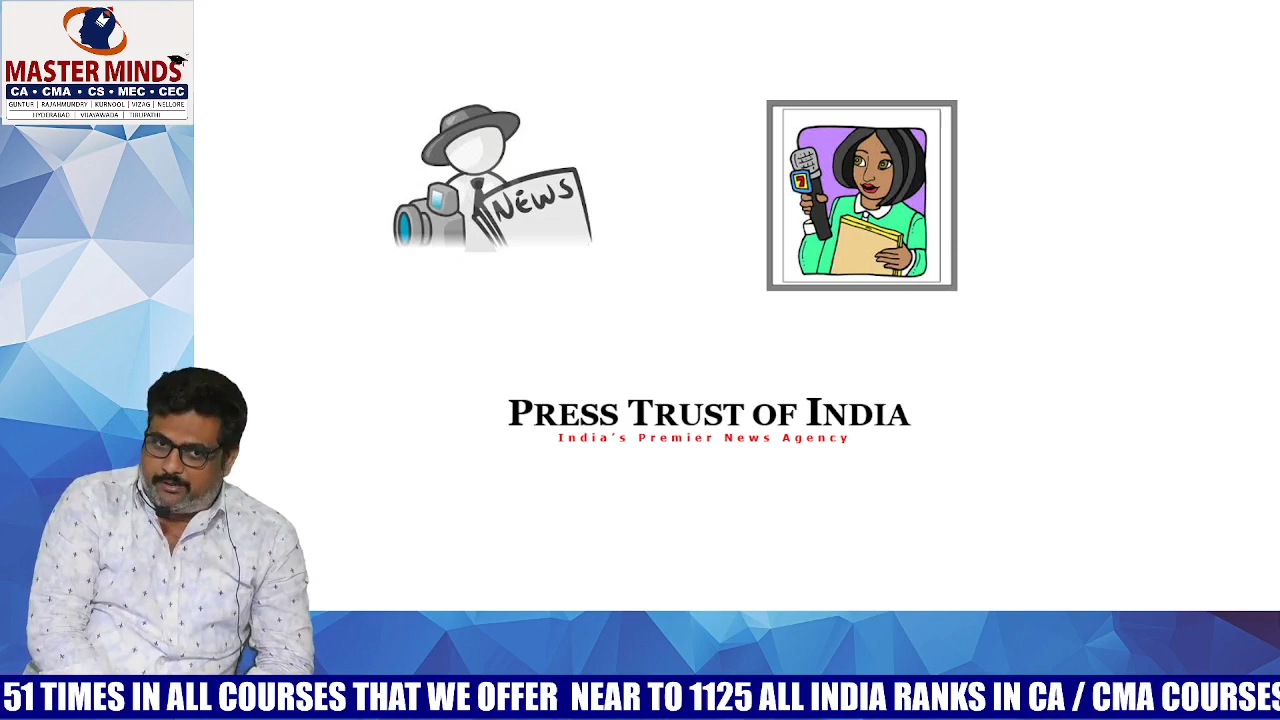 MASTER MINDS
CA • CMA • CS • MEC • CEC
GUNTUR | RAJAHMUNDRY | KURNOOL | VIZAG | NELLORE
HYDERABAD | VIJAYAWADA | TIRUPATHI
NEWS
7
PRESS TRUST OF INDIA
India's Premier News Agency
51 TIMES IN ALL COURSES THAT WE OFFER NEAR TO 1125 ALL INDIA RANKS IN CA / CMA COURSES